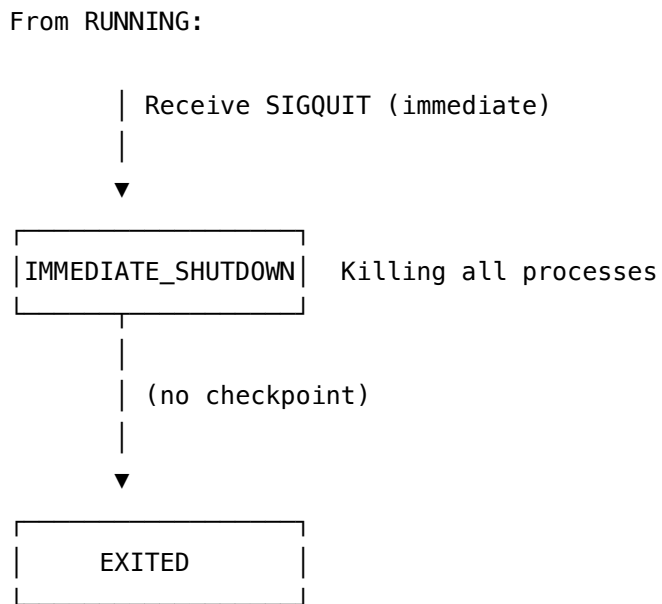 From RUNNING:
Receive SIGQUIT (immediate)
IMMEDIATE_SHUTDOWN Killing all processes
(no checkpoint)
EXITED